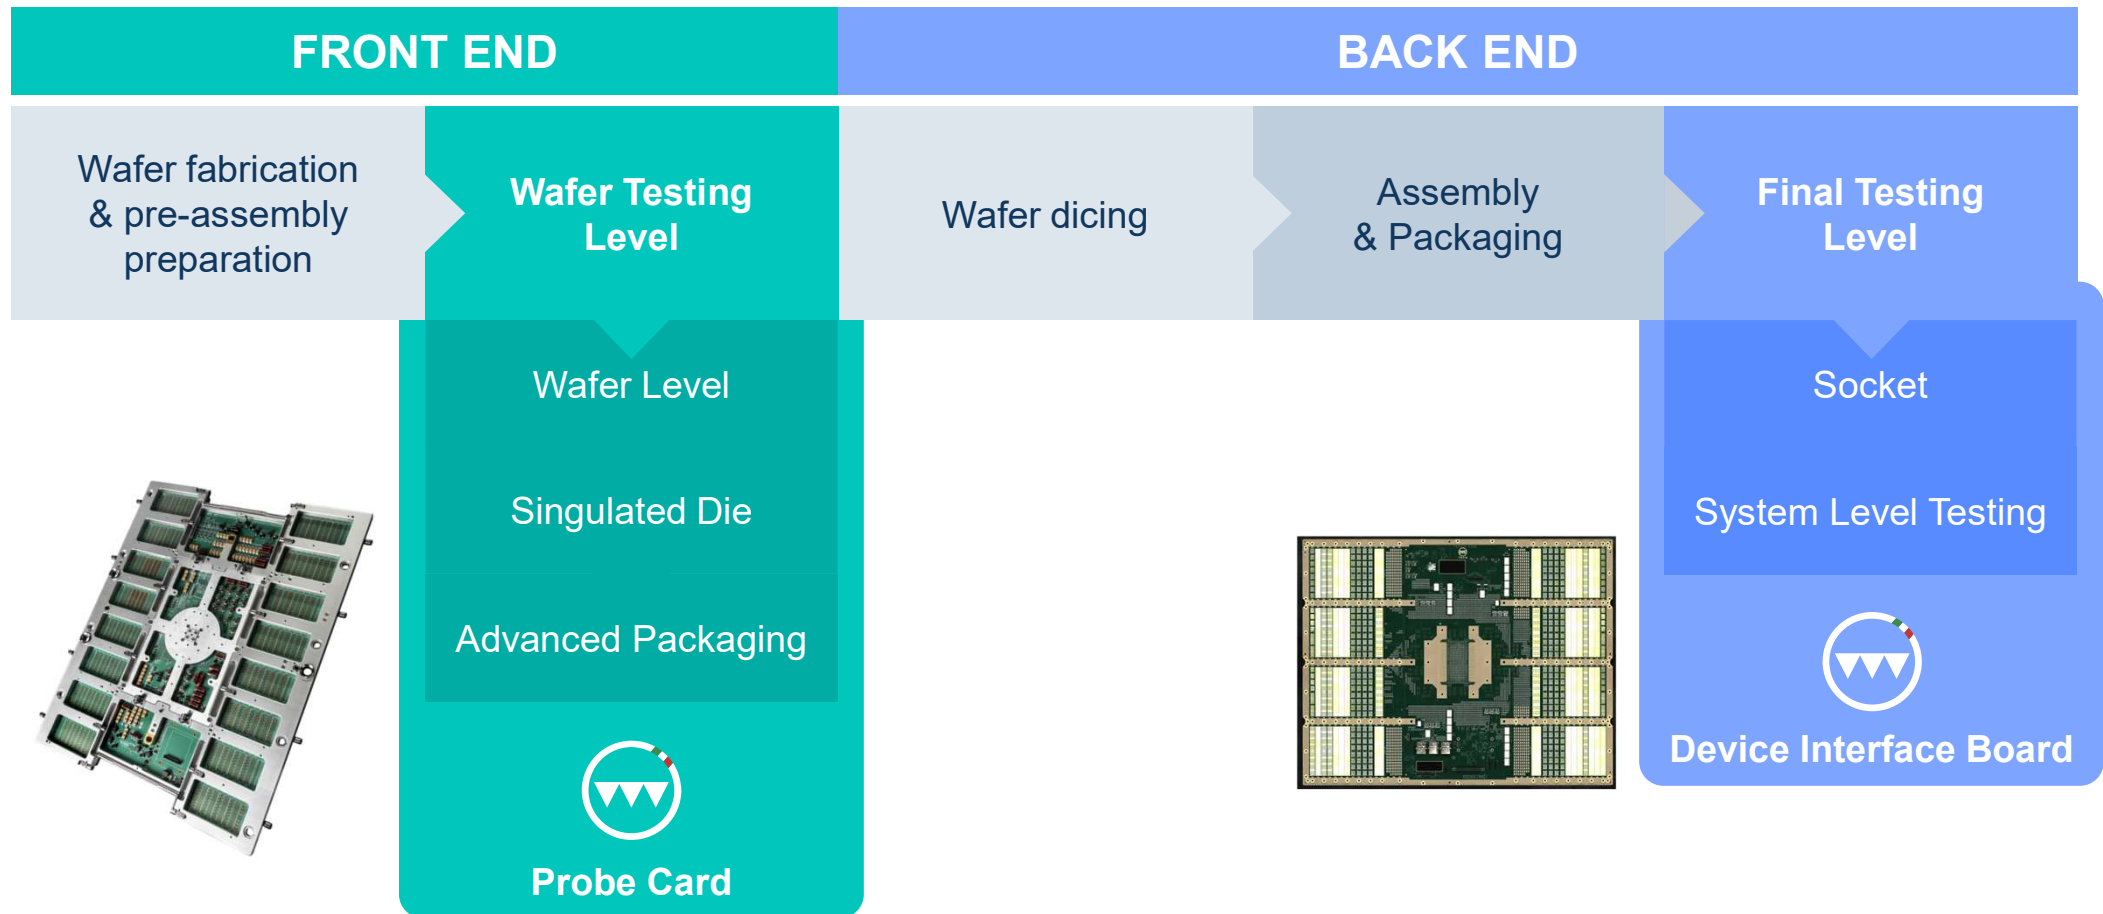 FRONT END
BACK END
Wafer fabrication
& pre-assembly
preparation
Wafer Testing
Level
Wafer dicing
Assembly
& Packaging
Final Testing
Level
Wafer Level
Singulated Die
Advanced Packaging
Probe Card
Socket
System Level Testing
Device Interface Board